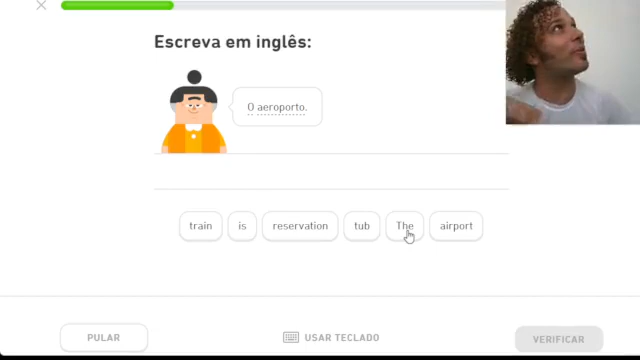 Escreva em inglês:
O aeroporto.
train is reservation tub The airport
PULAR USAR TECLADO VERIFICAR